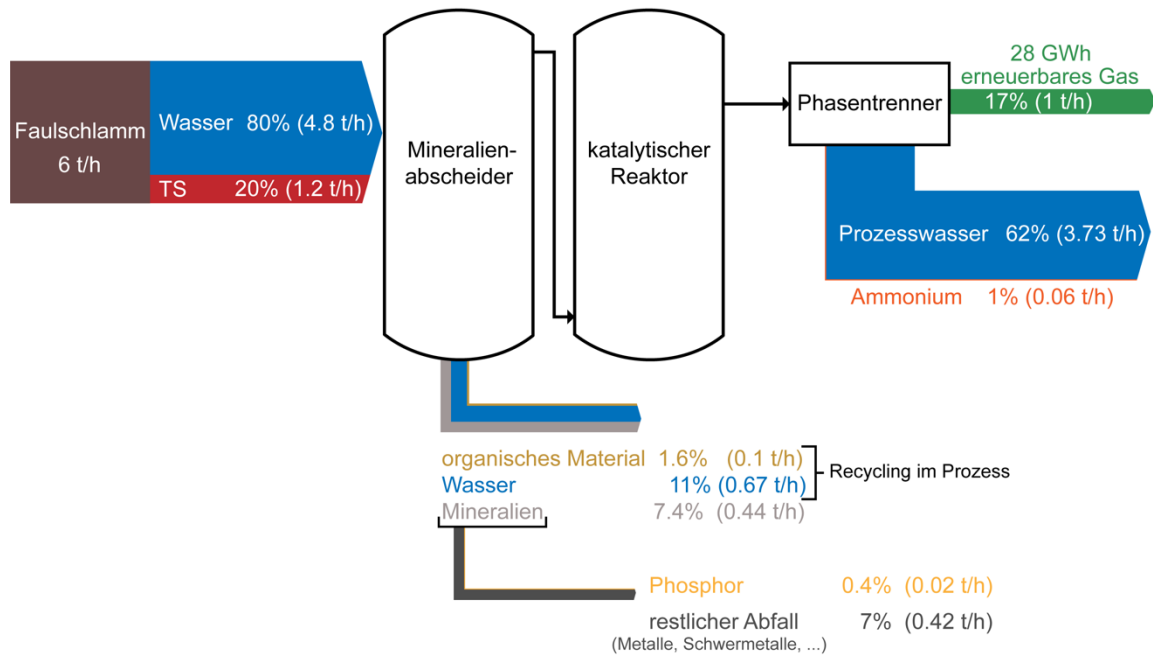 Faulschlamm
6 t/h
Wasser 80% (4.8 t/h)
TS 20% (1.2 t/h)
Mineralien-
abscheider
katalytischer
Reaktor
Phasentrenner
28 GWh
erneuerbares Gas
17% (1 t/h)
Prozesswasser 62% (3.73 t/h)
Ammonium 1% (0.06 t/h)
organisches Material 1.6% (0.1 t/h)
Wasser 11% (0.67 t/h)
Mineralien 7.4% (0.44 t/h)
Recycling im Prozess
Phosphor 0.4% (0.02 t/h)
restlicher Abfall 7% (0.42 t/h)
(Metalle, Schwermetalle, ...)